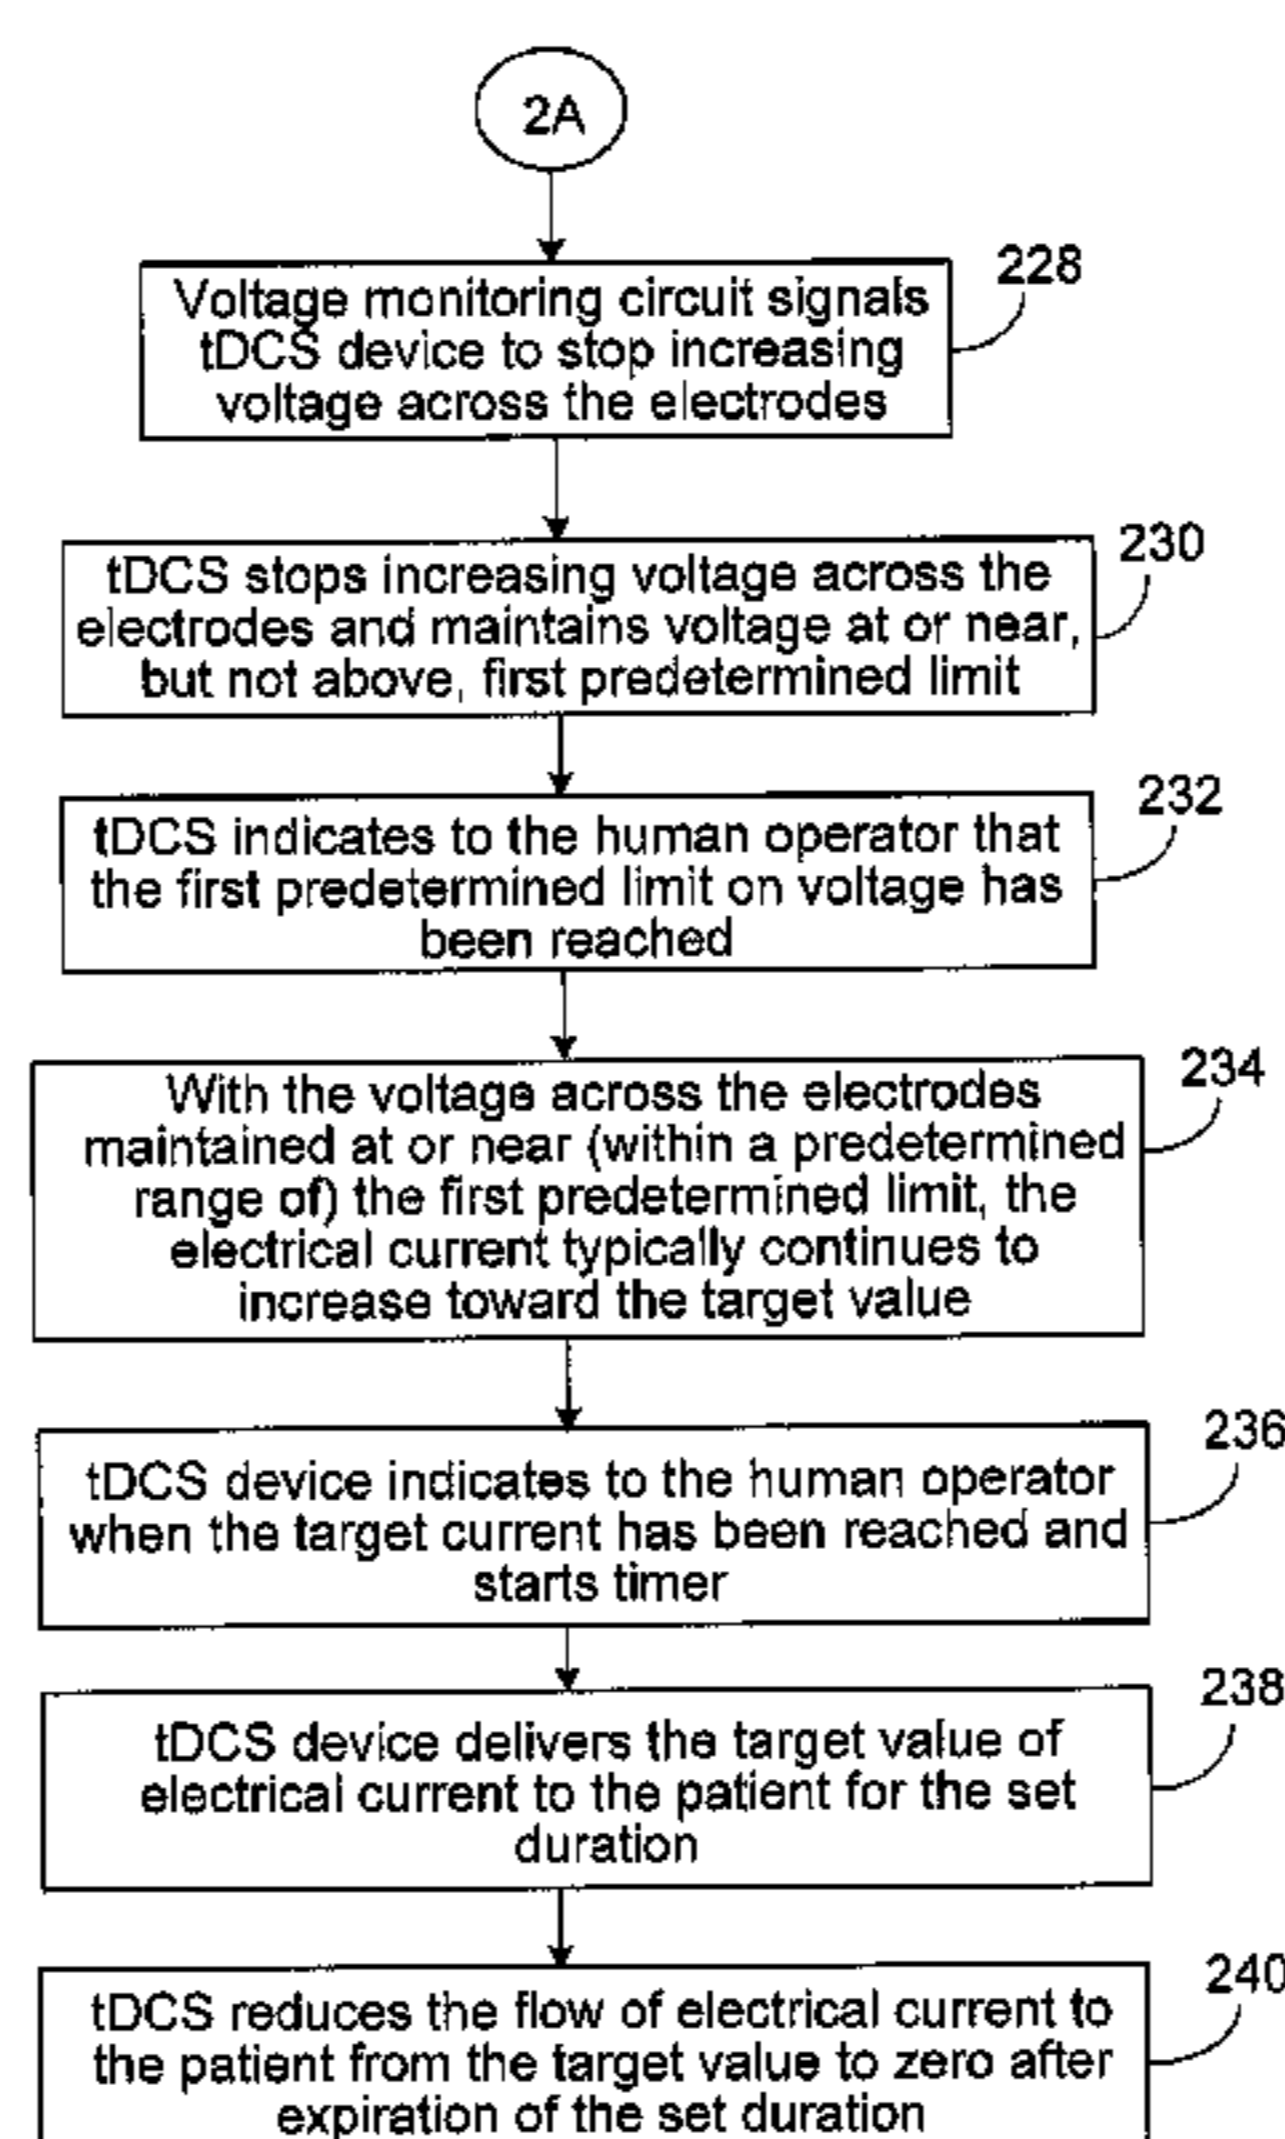 2A
228
Voltage monitoring circuit signals
tDCS device to stop increasing
voltage across the electrodes
230
tDCS stops increasing voltage across the
electrodes and maintains voltage at or near,
but not above, first predetermined limit
232
tDCS indicates to the human operator that
the first predetermined limit on voltage has
been reached
234
With the voltage across the electrodes
maintained at or near (within a predetermined
range of) the first predetermined limit, the
electrical current typically continues to
increase toward the target value
236
tDCS device indicates to the human operator
when the target current has been reached and
starts timer
238
tDCS device delivers the target value of
electrical current to the patient for the set
duration
240
tDCS reduces the flow of electrical current to
the patient from the target value to zero after
expiration of the set duration